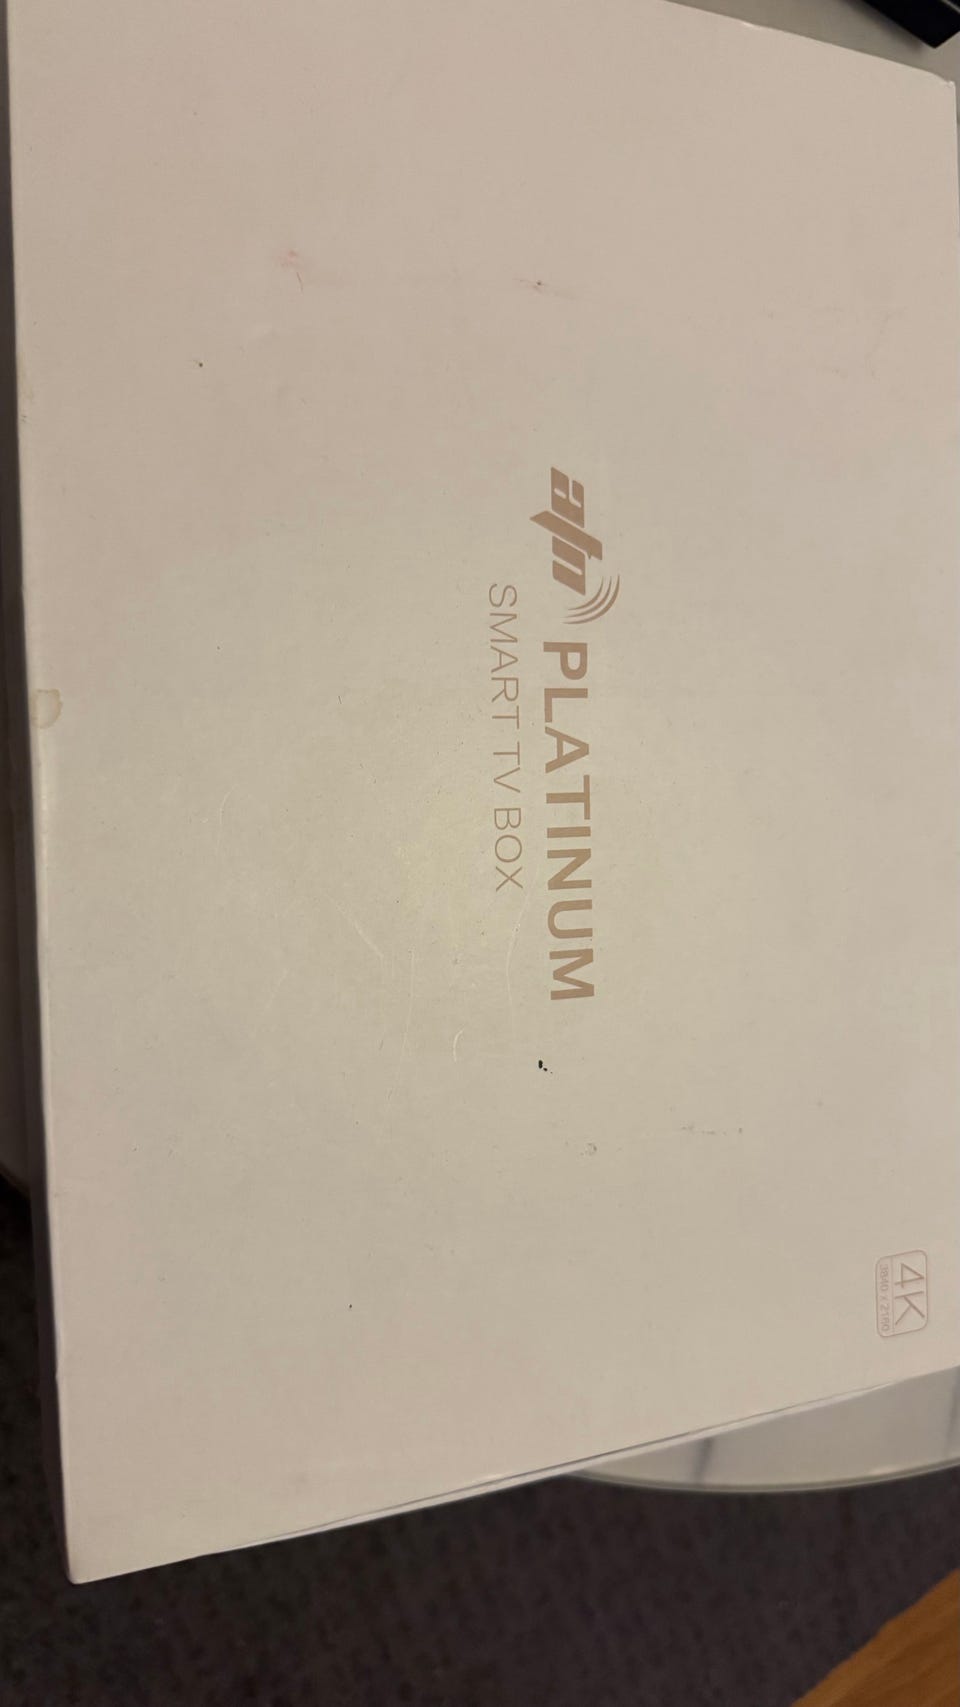 afn PLATINUM
SMART TV BOX
4K
3840 x 2160